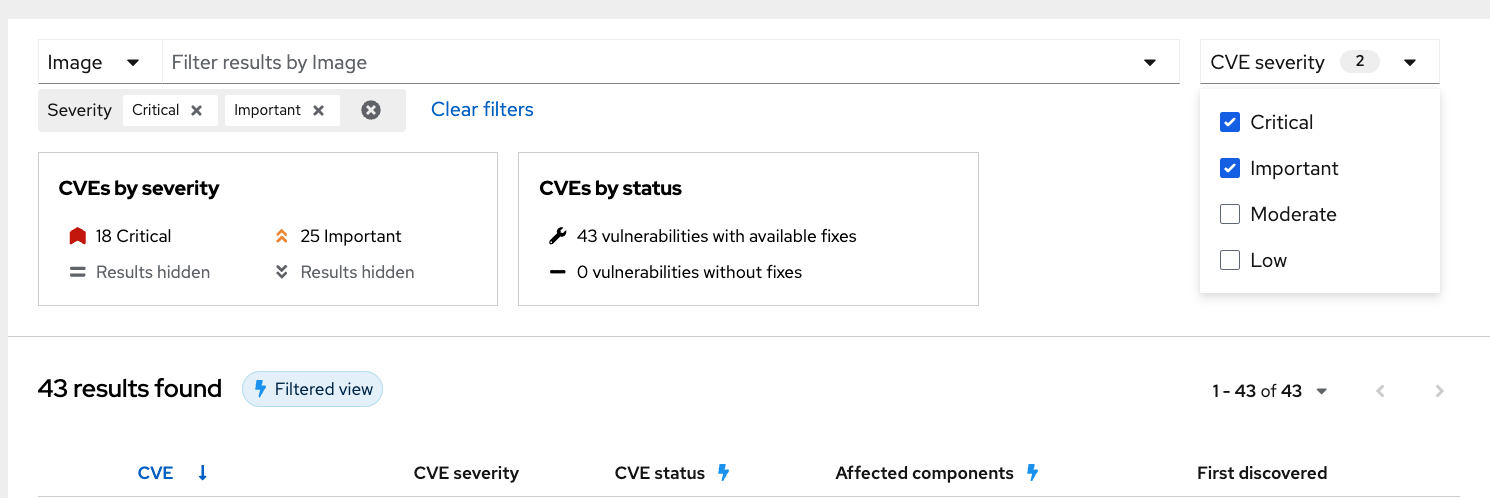 Image Filter results by Image CVE severity 2
Severity Critical Important Clear filters
Critical
Important
Moderate
Low
CVEs by severity
18 Critical 25 Important
Results hidden Results hidden
CVEs by status
43 vulnerabilities with available fixes
0 vulnerabilities without fixes
43 results found Filtered view 1 - 43 of 43
CVE CVE severity CVE status Affected components First discovered